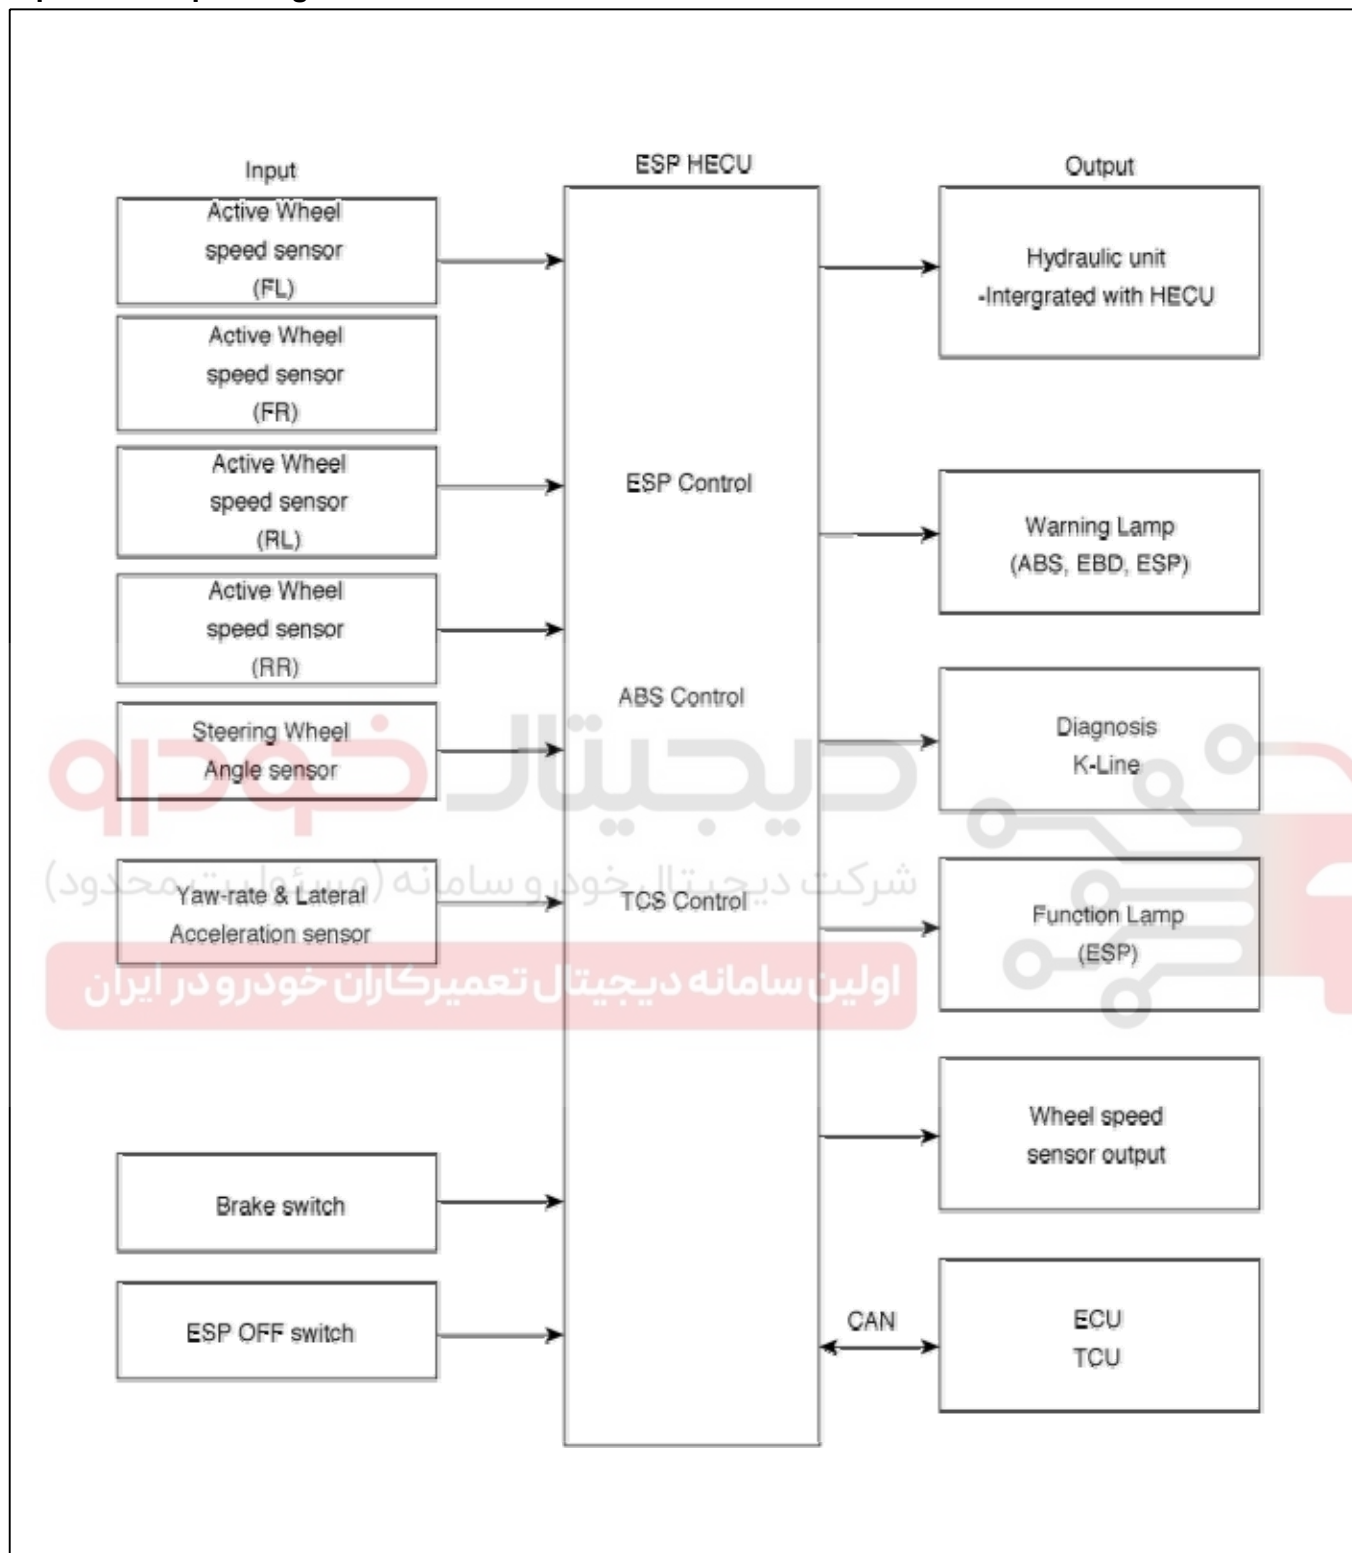 Input
Active Wheel
speed sensor
(FL)
Active Wheel
speed sensor
(FR)
Active Wheel
speed sensor
(RL)
Active Wheel
speed sensor
(RR)
Steering Wheel
Angle sensor
Yaw-rate & Lateral
Acceleration sensor
Brake switch
ESP OFF switch
ESP HECU
ESP Control
ABS Control
TCS Control
Output
Hydraulic unit
-Intergrated with HECU
Warning Lamp
(ABS, EBD, ESP)
Diagnosis
K-Line
Function Lamp
(ESP)
Wheel speed
sensor output
CAN
ECU
TCU
دیجیتال خودرو
شرکت دیجیتال خودرو سامانه (مسئولیت محدود)
اولین سامانه دیجیتال تعمیرکاران خودرو در ایران